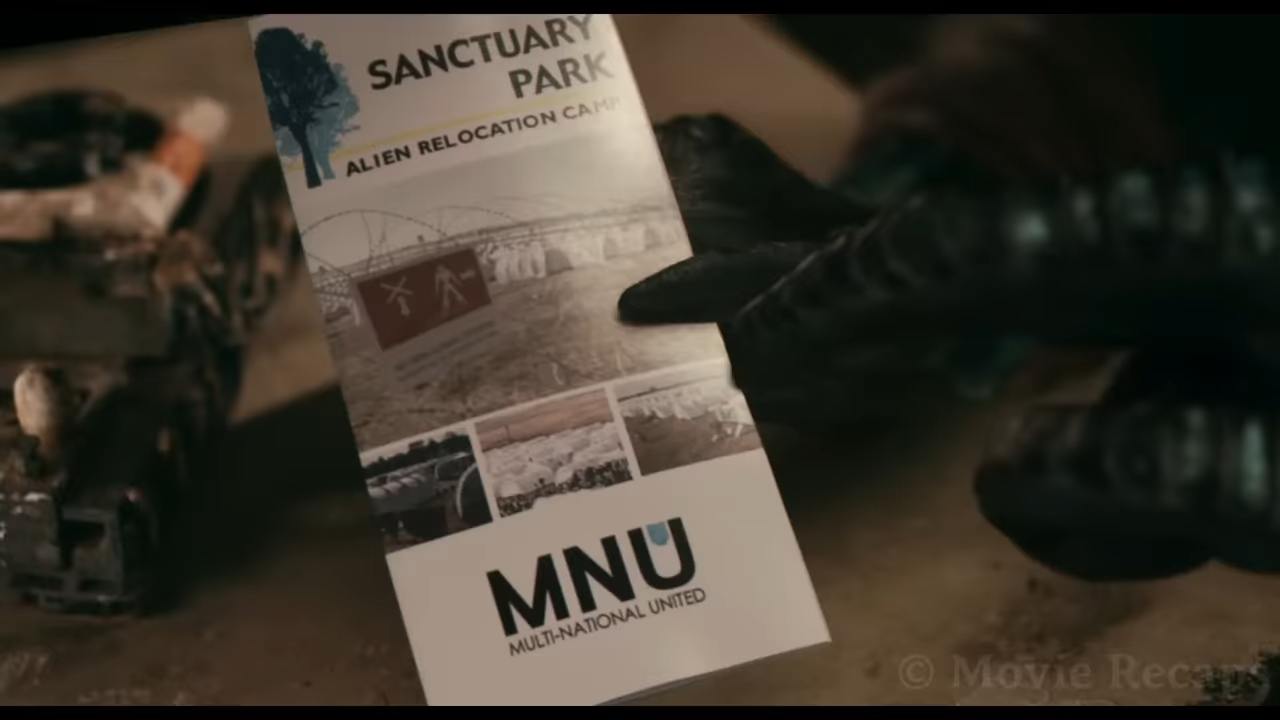 SANCTUARY
PARK
ALIEN RELOCATION CAMP
MNU
MULTI-NATIONAL UNITED
© Movie Recaps